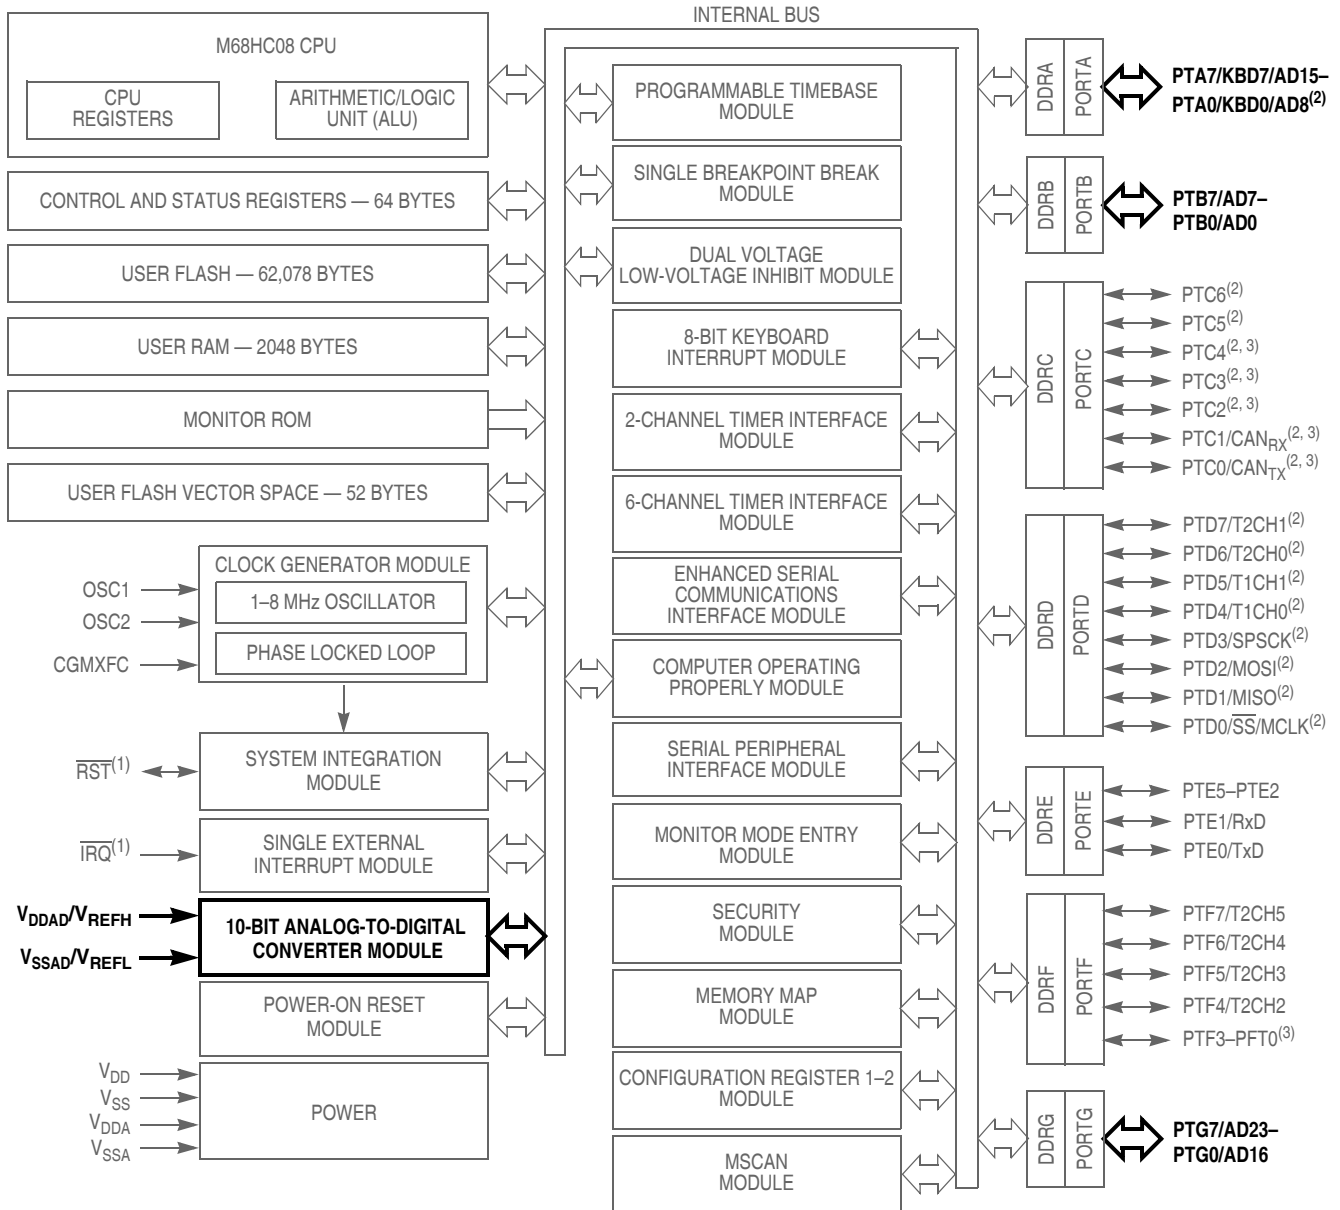 INTERNAL BUS
M68HC08 CPU
CPU
REGISTERS
ARITHMETIC/LOGIC
UNIT (ALU)
CONTROL AND STATUS REGISTERS — 64 BYTES
USER FLASH — 62,078 BYTES
USER RAM — 2048 BYTES
MONITOR ROM
USER FLASH VECTOR SPACE — 52 BYTES
CLOCK GENERATOR MODULE
1–8 MHz OSCILLATOR
PHASE LOCKED LOOP
OSC1
OSC2
CGMXFC
SYSTEM INTEGRATION
MODULE
RST(1)
SINGLE EXTERNAL
INTERRUPT MODULE
IRQ(1)
10-BIT ANALOG-TO-DIGITAL
CONVERTER MODULE
VDDAD/VREFH
VSSAD/VREFL
POWER-ON RESET
MODULE
POWER
VDD
VSS
VDDA
VSSA
PROGRAMMABLE TIMEBASE
MODULE
SINGLE BREAKPOINT BREAK
MODULE
DUAL VOLTAGE
LOW-VOLTAGE INHIBIT MODULE
8-BIT KEYBOARD
INTERRUPT MODULE
2-CHANNEL TIMER INTERFACE
MODULE
6-CHANNEL TIMER INTERFACE
MODULE
ENHANCED SERIAL
COMMUNICATIONS
INTERFACE MODULE
COMPUTER OPERATING
PROPERLY MODULE
SERIAL PERIPHERAL
INTERFACE MODULE
MONITOR MODE ENTRY
MODULE
SECURITY
MODULE
MEMORY MAP
MODULE
CONFIGURATION REGISTER 1–2
MODULE
MSCAN
MODULE
DDRA
PORTA
PTA7/KBD7/AD15–
PTA0/KBD0/AD8(2)
DDRB
PORTB
PTB7/AD7–
PTB0/AD0
DDRC
PORTC
PTC6(2)
PTC5(2)
PTC4(2, 3)
PTC3(2, 3)
PTC2(2, 3)
PTC1/CANRX(2, 3)
PTC0/CANTX(2, 3)
DDRD
PORTD
PTD7/T2CH1(2)
PTD6/T2CH0(2)
PTD5/T1CH1(2)
PTD4/T1CH0(2)
PTD3/SPSCK(2)
PTD2/MOSI(2)
PTD1/MISO(2)
PTD0/SS/MCLK(2)
DDRE
PORTE
PTE5–PTE2
PTE1/RxD
PTE0/TxD
DDRF
PORTF
PTF7/T2CH5
PTF6/T2CH4
PTF5/T2CH3
PTF4/T2CH2
PTF3–PFT0(3)
DDRG
PORTG
PTG7/AD23–
PTG0/AD16